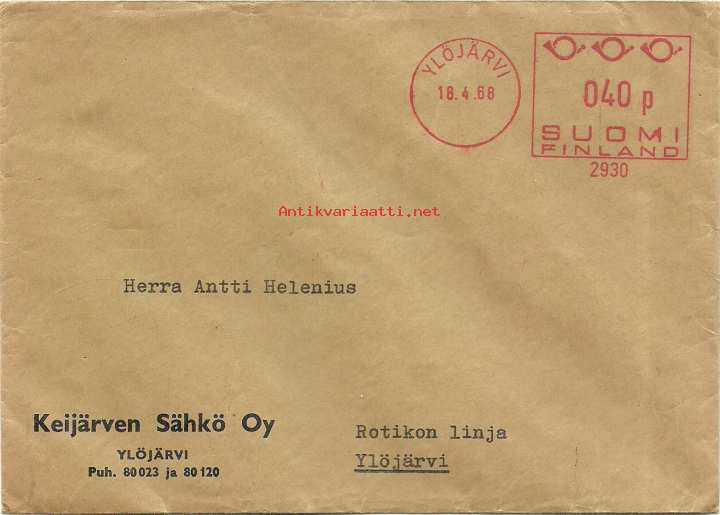 YLÖJÄRVI
18.4.68
040 p
SUOMI
FINLAND
2930
Antikvariaatti.net
Herra Antti Helenius
Keijärven Sähkö Oy
YLÖJÄRVI
Puh. 80023 ja 80120
Rotikon linja
Ylöjärvi